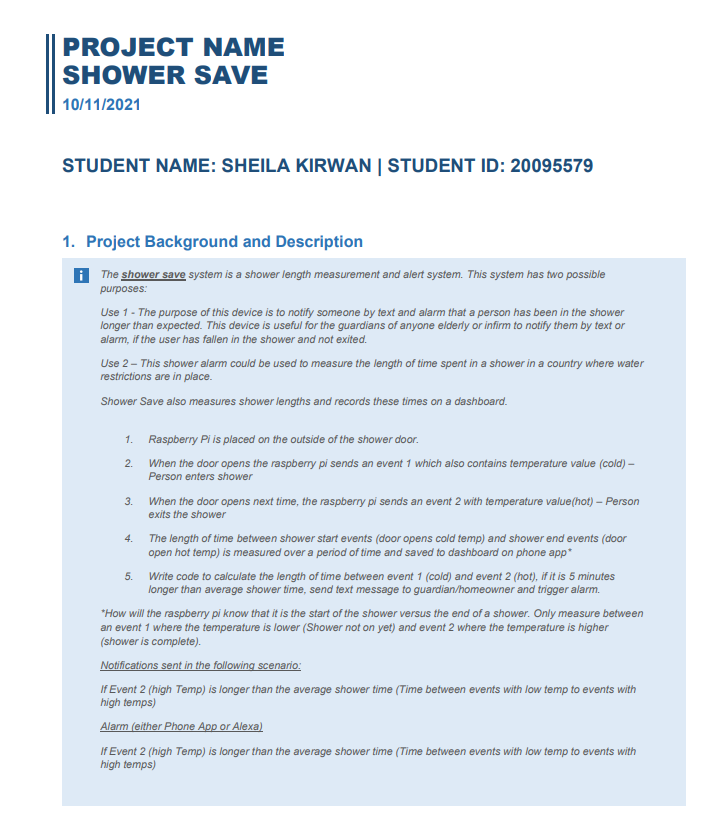 PROJECT NAME
SHOWER SAVE
10/11/2021
STUDENT NAME: SHEILA KIRWAN | STUDENT ID: 20095579
1. Project Background and Description
i
The shower save system is a shower length measurement and alert system. This system has two possible
purposes:
Use 1 - The purpose of this device is to notify someone by text and alarm that a person has been in the shower
longer than expected. This device is useful for the guardians of anyone elderly or infirm to notify them by text or
alarm, if the user has fallen in the shower and not exited.
Use 2 – This shower alarm could be used to measure the length of time spent in a shower in a country where water
restrictions are in place.
Shower Save also measures shower lengths and records these times on a dashboard.
1. Raspberry Pi is placed on the outside of the shower door.
2. When the door opens the raspberry pi sends an event 1 which also contains temperature value (cold) –
Person enters shower
3. When the door opens next time, the raspberry pi sends an event 2 with temperature value(hot) – Person
exits the shower
4. The length of time between shower start events (door opens cold temp) and shower end events (door
open hot temp) is measured over a period of time and saved to dashboard on phone app*
5. Write code to calculate the length of time between event 1 (cold) and event 2 (hot), if it is 5 minutes
longer than average shower time, send text message to guardian/homeowner and trigger alarm.
*How will the raspberry pi know that it is the start of the shower versus the end of a shower. Only measure between
an event 1 where the temperature is lower (Shower not on yet) and event 2 where the temperature is higher
(shower is complete).
Notifications sent in the following scenario:
If Event 2 (high Temp) is longer than the average shower time (Time between events with low temp to events with
high temps)
Alarm (either Phone App or Alexa)
If Event 2 (high Temp) is longer than the average shower time (Time between events with low temp to events with
high temps)